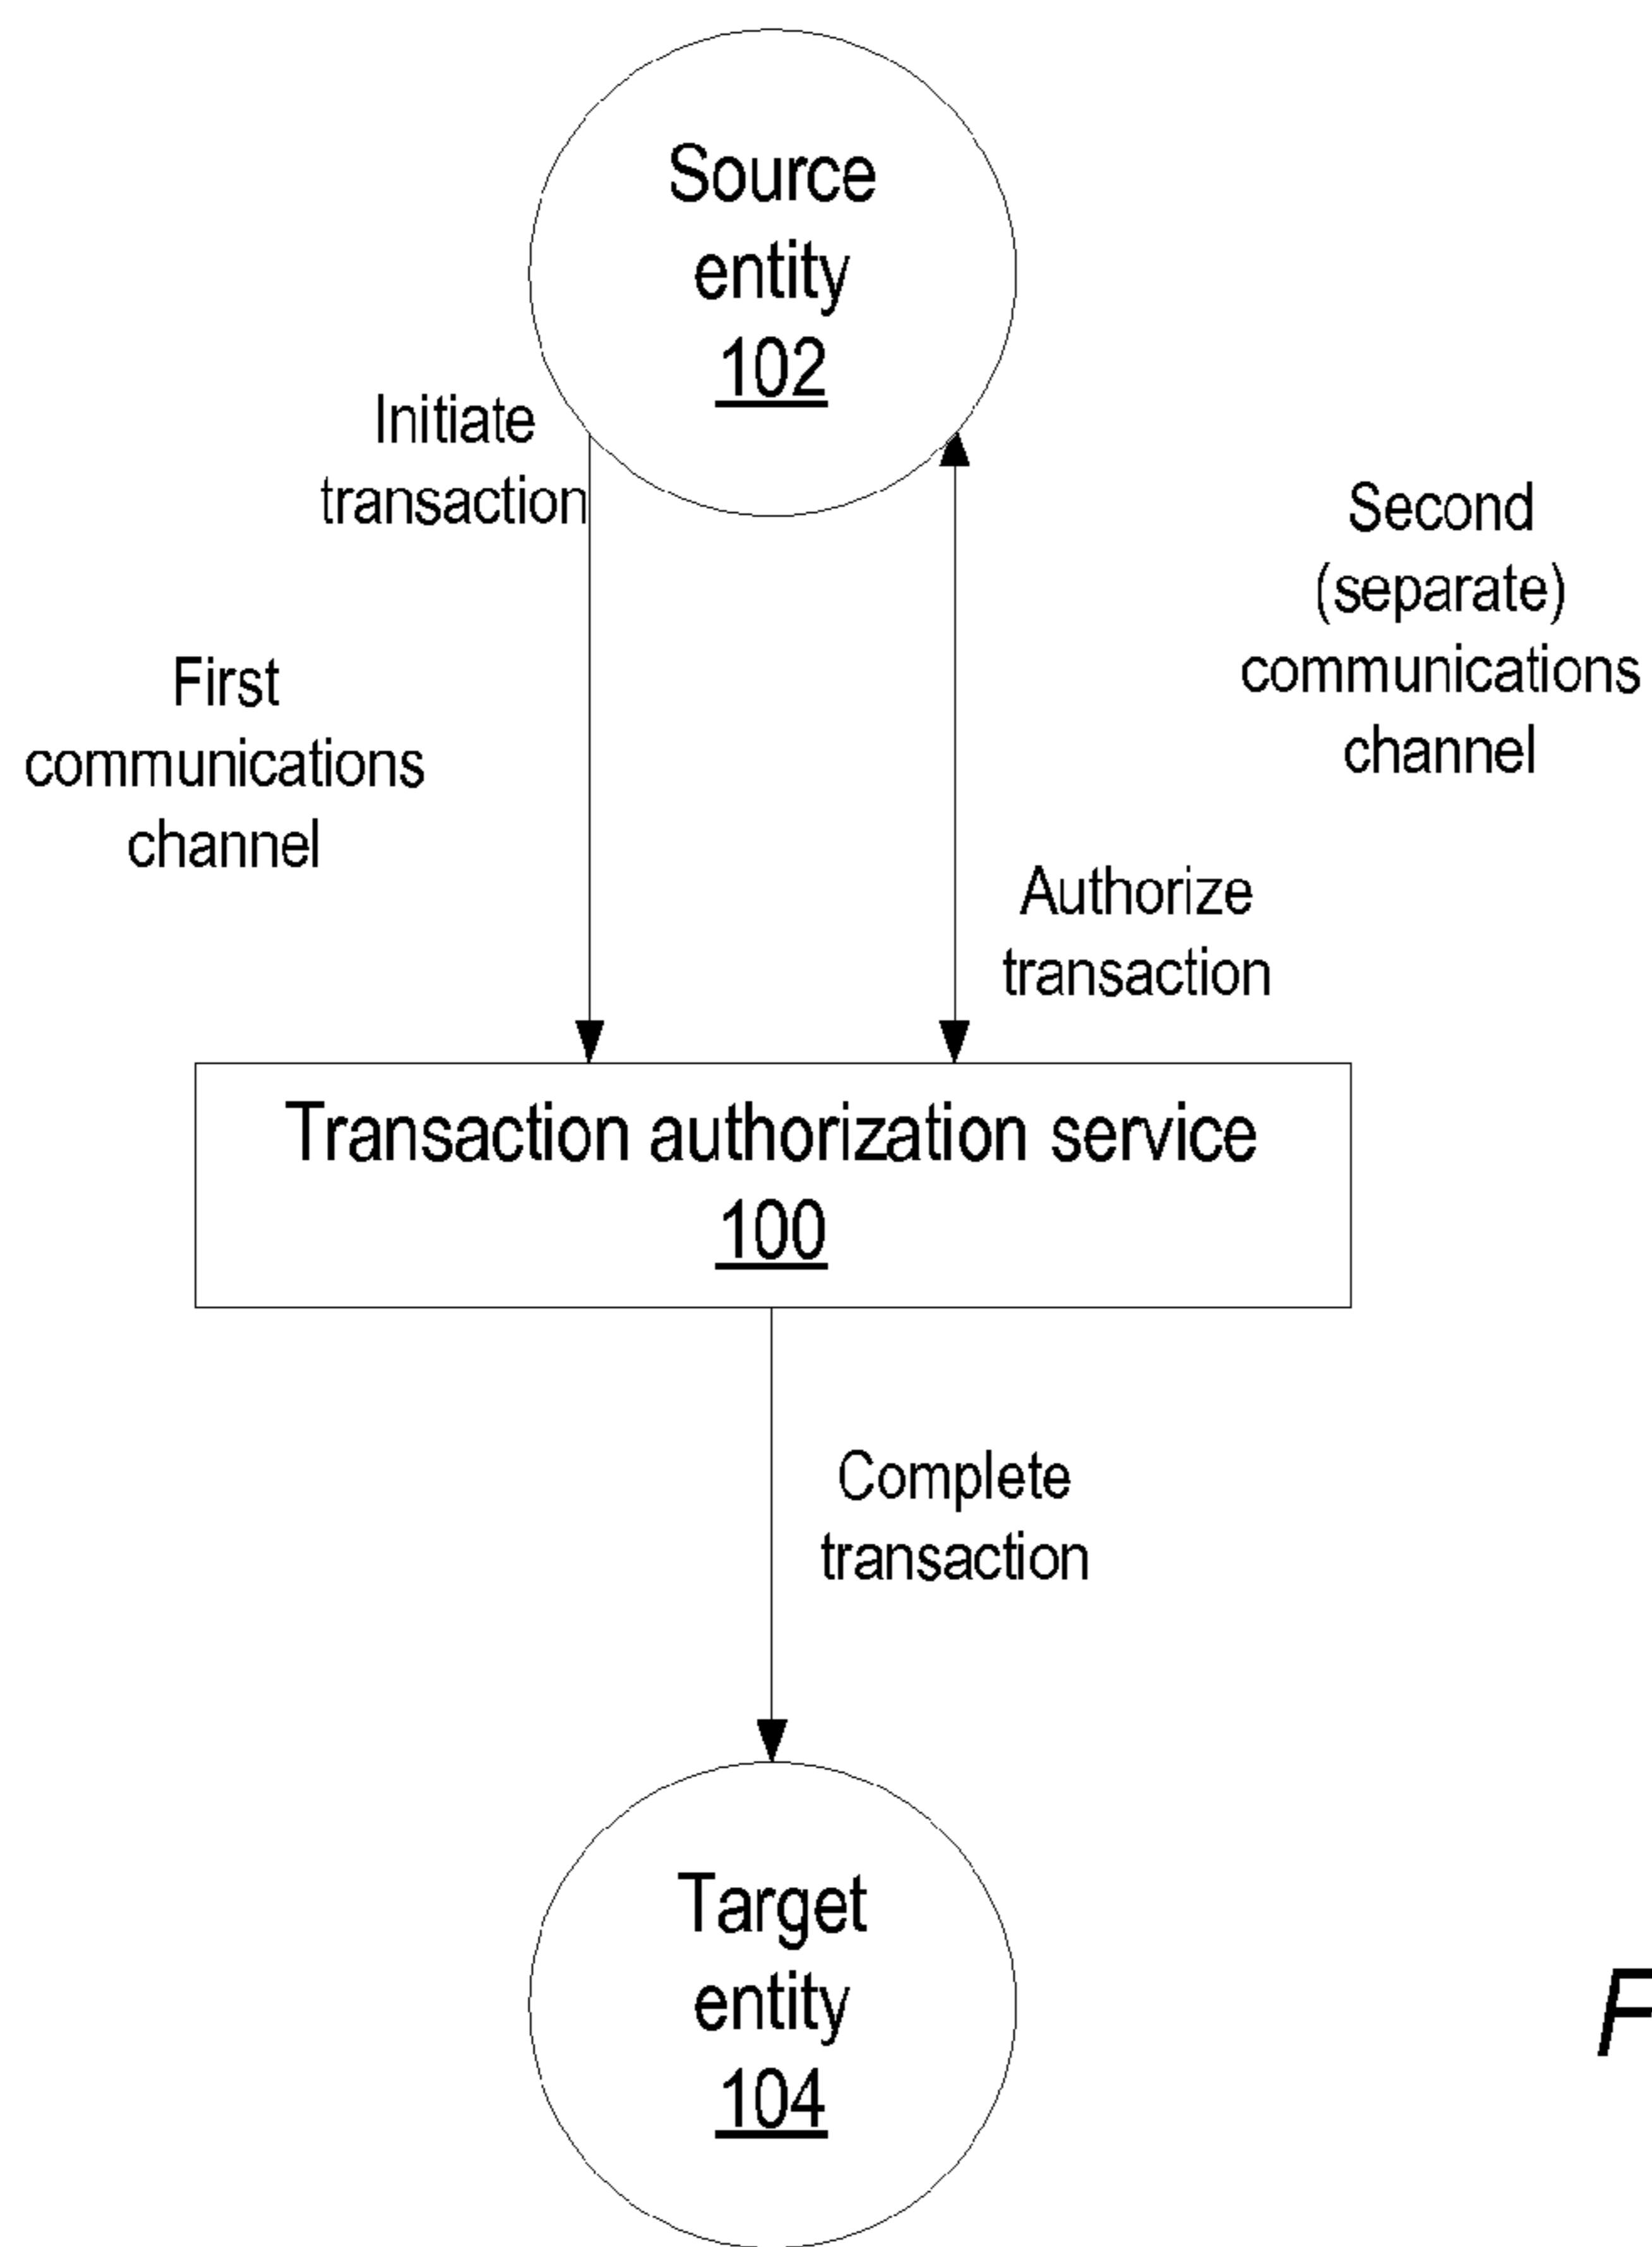 Source
entity
102
Initiate
transaction
Second
(separate)
communications
channel
First
communications
channel
Authorize
transaction
Transaction authorization service
100
Complete
transaction
Target
entity
104
F